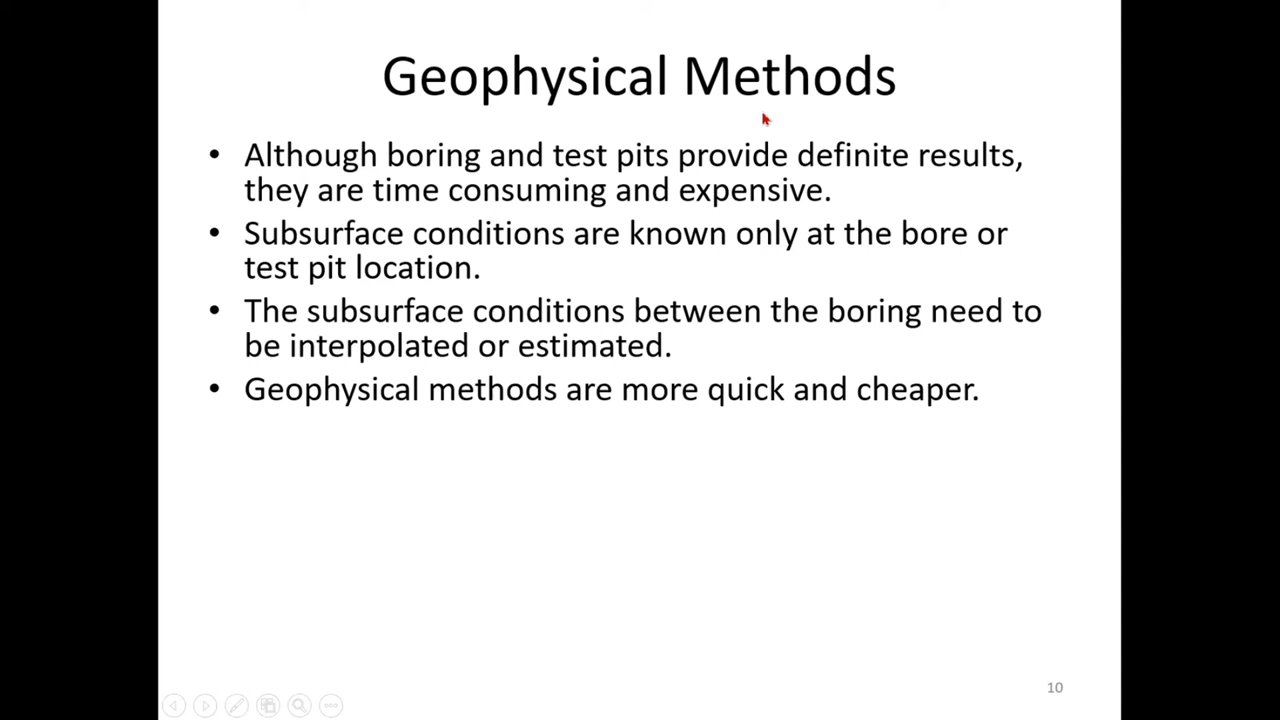 Geophysical Methods
• Although boring and test pits provide definite results,
they are time consuming and expensive.
• Subsurface conditions are known only at the bore or
test pit location.
• The subsurface conditions between the boring need to
be interpolated or estimated.
• Geophysical methods are more quick and cheaper.
10